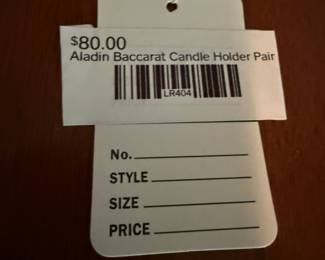 $80.00
Aladin Baccarat Candle Holder Pair
LR404
No.
STYLE
SIZE
PRICE